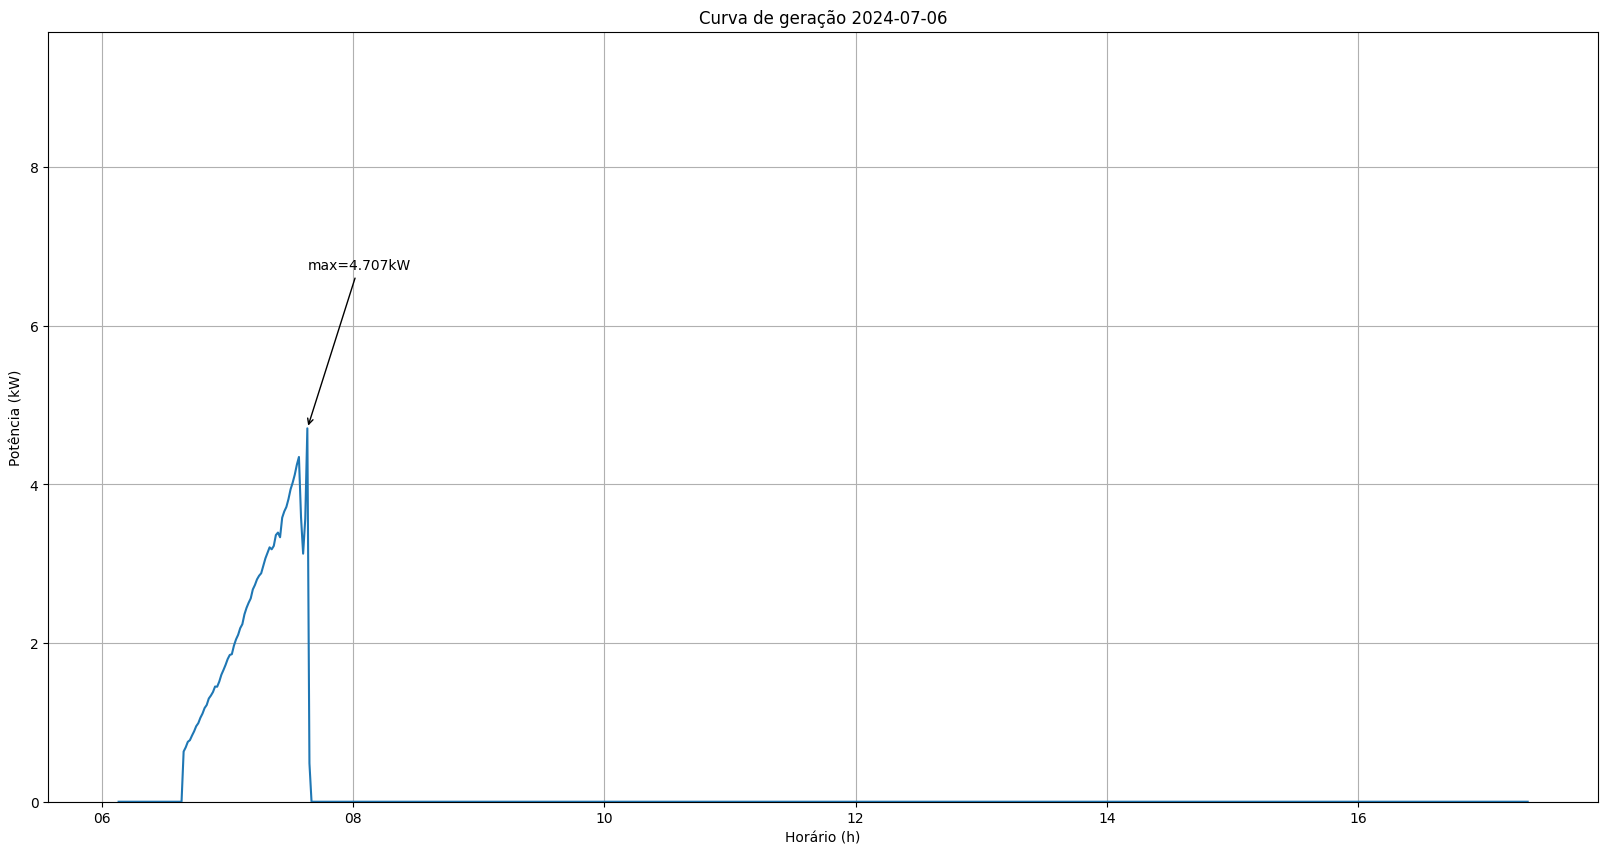 Curva de geração 2024-07-06
8
6
4
2
0
Potência (kW)
max=4.707kW
06 08 10 12 14 16
Horário (h)